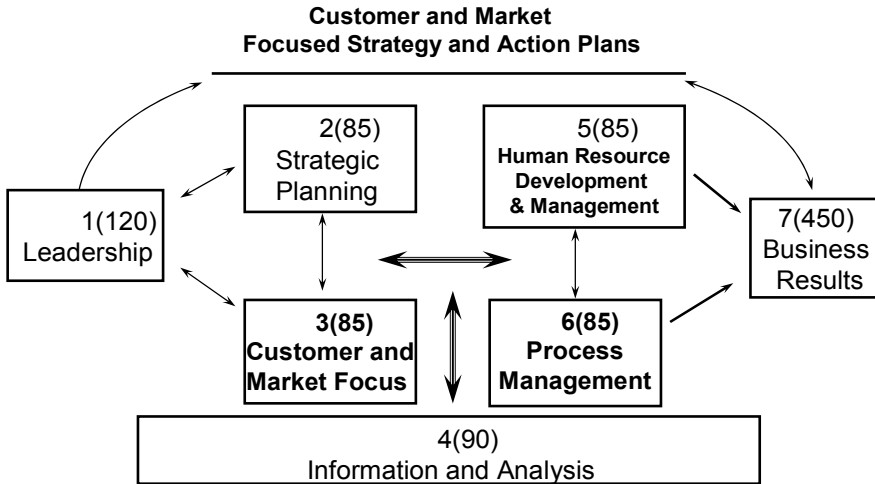 Customer and Market
Focused Strategy and Action Plans
2(85)
Strategic
Planning
5(85)
Human Resource
Development
& Management
1(120)
Leadership
7(450)
Business
Results
3(85)
Customer and
Market Focus
6(85)
Process
Management
4(90)
Information and Analysis